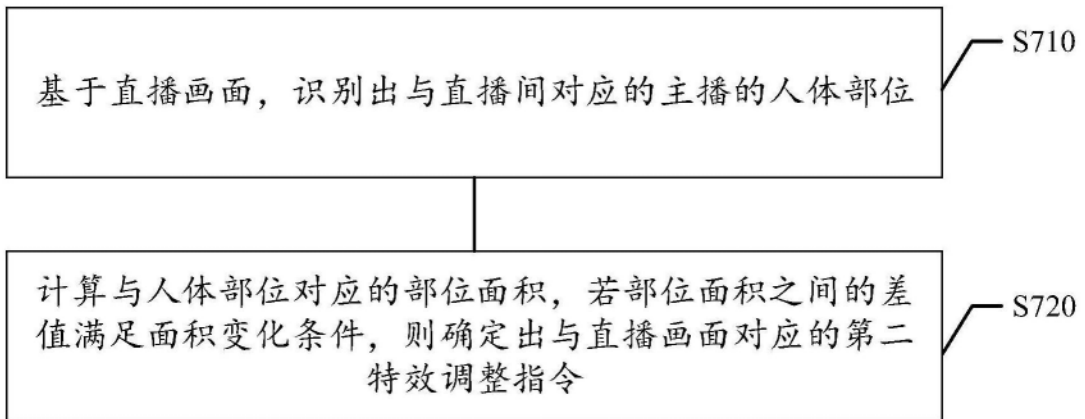 基于直播画面，识别出与直播间对应的主播的人体部位
S710
计算与人体部位对应的部位面积，若部位面积之间的差
值满足面积变化条件，则确定出与直播画面对应的第二
特效调整指令
S720